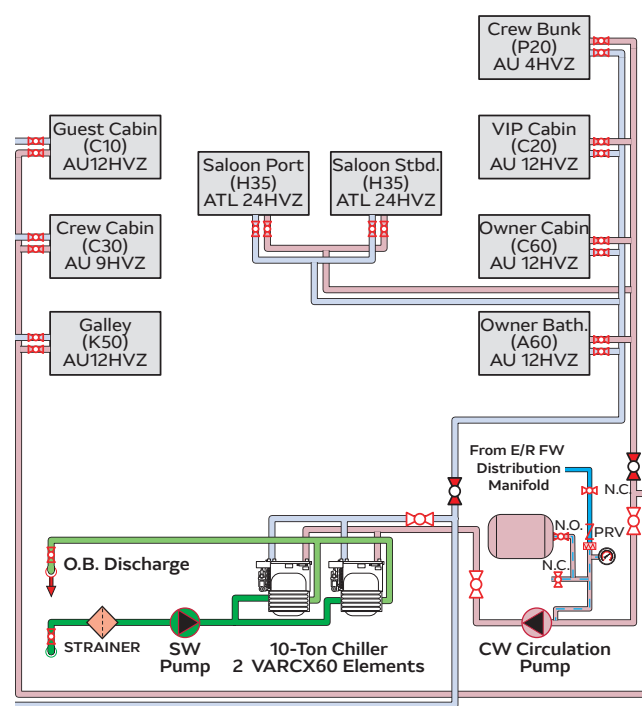 Crew Bunk
(P20)
AU 4HVZ
Guest Cabin
(C10)
AU12HVZ
VIP Cabin
(C20)
AU 12HVZ
Saloon Port
(H35)
ATL 24HVZ
Saloon Stbd.
(H35)
ATL 24HVZ
Crew Cabin
(C30)
AU 9HVZ
Owner Cabin
(C60)
AU 12HVZ
Galley
(K50)
AU12HVZ
Owner Bath.
(A60)
AU 12HVZ
From E/R FW
Distribution
Manifold
N.C.
N.O.
PRV
N.C.
O.B. Discharge
STRAINER
SW
Pump
10-Ton Chiller
2 VARCX60 Elements
CW Circulation
Pump